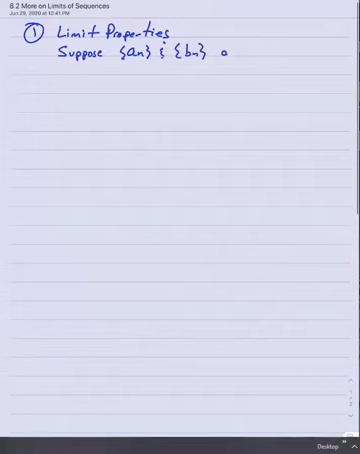 8.2 More on Limits of Sequences
Jun 29, 2020 at 10:41 PM
① Limit Properties
Suppose {an} & {bn} a
Desktop